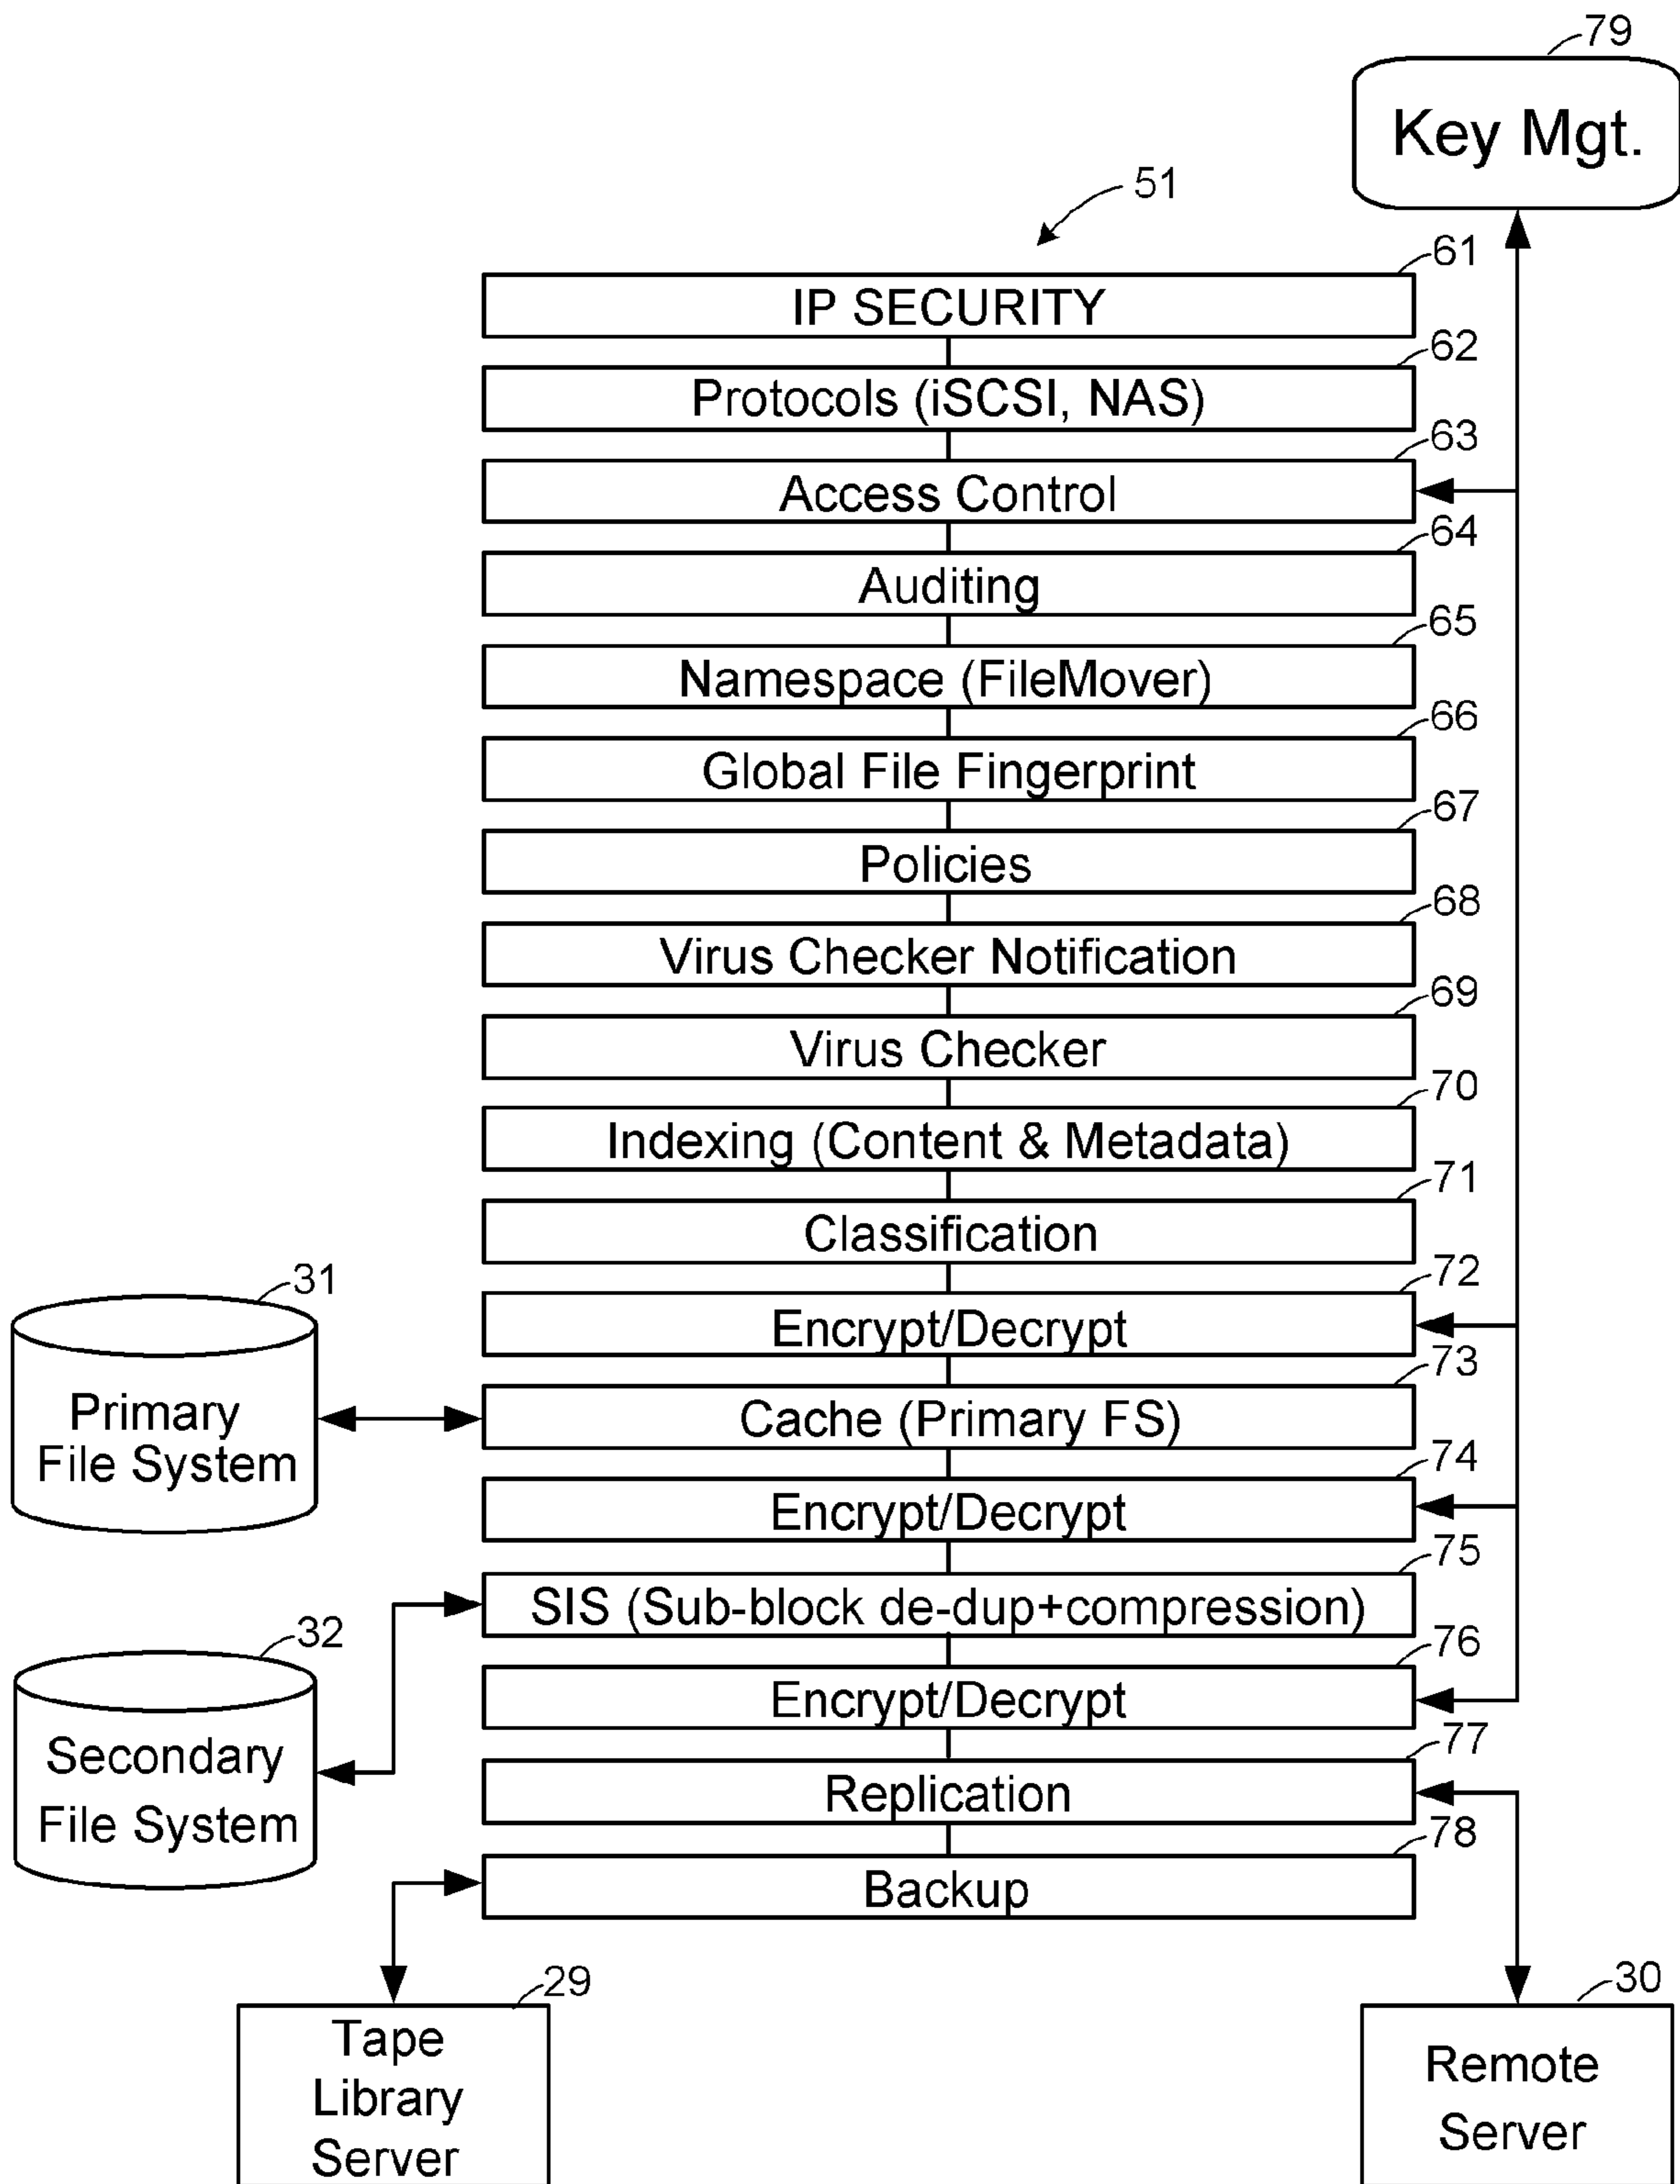 79
Key Mgt.
51
61
IP SECURITY
62
Protocols (iSCSI, NAS)
63
Access Control
64
Auditing
65
Namespace (FileMover)
66
Global File Fingerprint
67
Policies
68
Virus Checker Notification
69
Virus Checker
70
Indexing (Content & Metadata)
71
Classification
72
Encrypt/Decrypt
31
Primary
File System
73
Cache (Primary FS)
74
Encrypt/Decrypt
75
SIS (Sub-block de-dup+compression)
32
Secondary
File System
76
Encrypt/Decrypt
77
Replication
78
Backup
29
Tape
Library
Server
30
Remote
Server